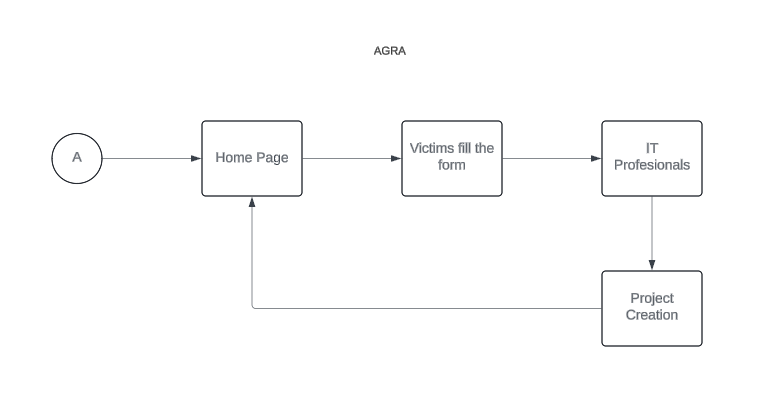 AGRA
A
Home Page
Victims fill the
form
IT
Profesionals
Project
Creation